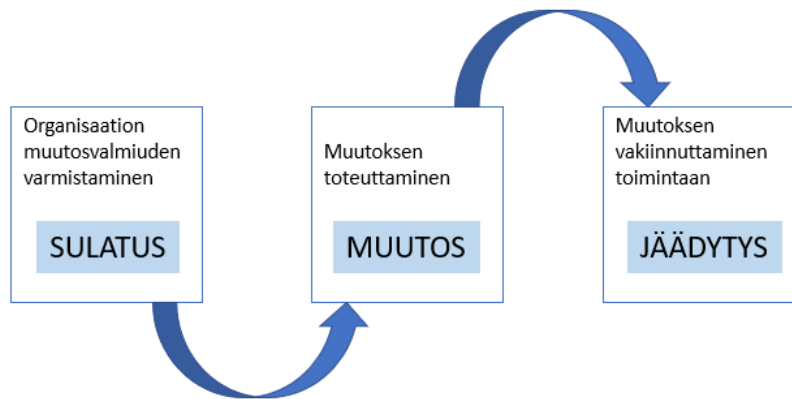 Organisaation
muutosvalmiuden
varmistaminen
SULATUS
Muutoksen
toteuttaminen
MUUTOS
Muutoksen
vakiinnuttaminen
toimintaan
JÄÄDYTYS